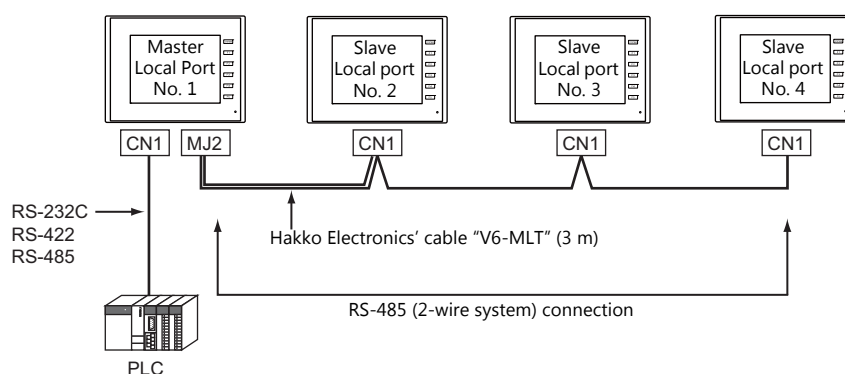 Master
Local Port
No. 1
Slave
Local port
No. 2
Slave
Local port
No. 3
Slave
Local port
No. 4
CN1
MJ2
CN1
CN1
CN1
RS-232C
RS-422
RS-485
Hakko Electronics’ cable “V6-MLT” (3 m)
RS-485 (2-wire system) connection
PLC